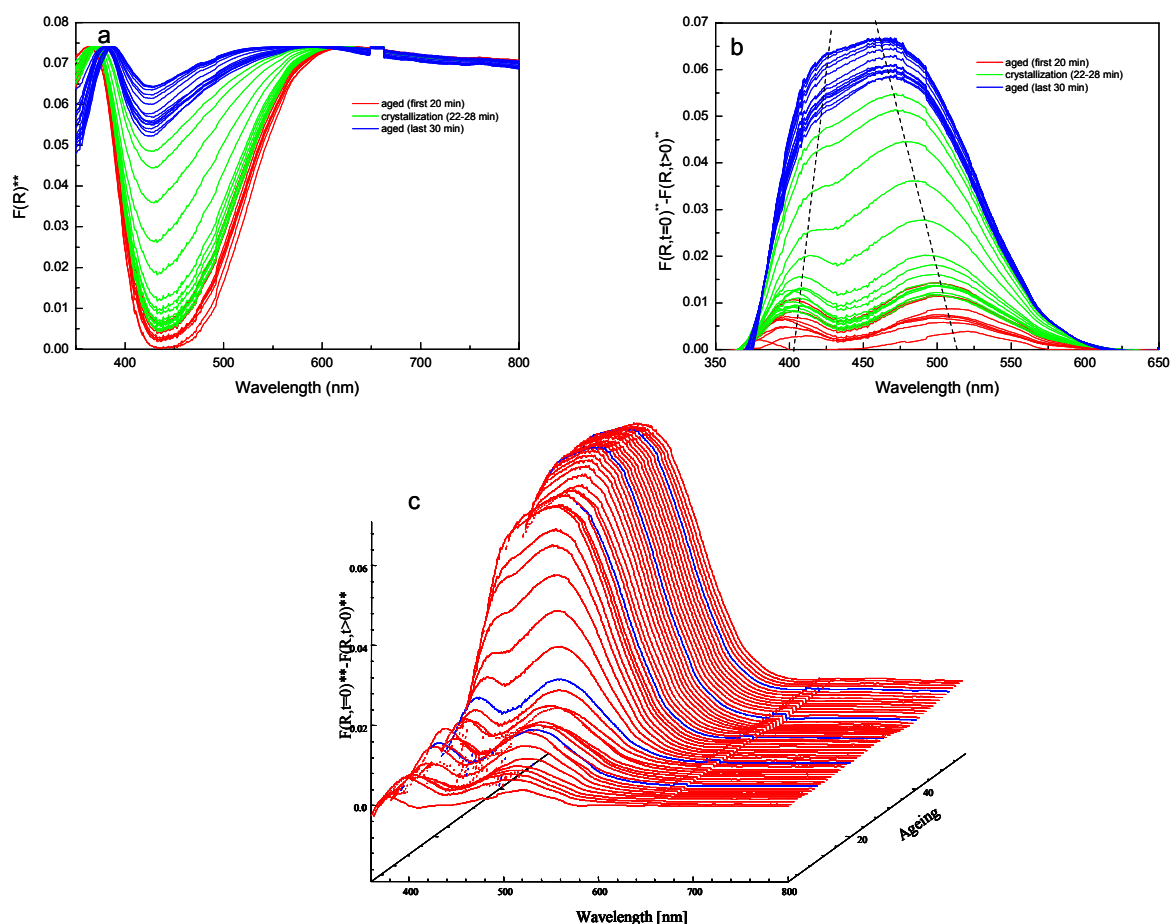 a
0.08
0.07
0.06
0.05
0.04
0.03
0.02
0.01
0.00
F(R)**
aged (first 20 min)
crystallization (22-28 min)
aged (last 30 min)
400 500 600 700 800
Wavelength (nm)
b
0.07
0.06
0.05
0.04
0.03
0.02
0.01
0.00
F(R,t=0)**-F(R,t>0)**
aged (first 20 min)
crystallization (22-28 min)
aged (last 30 min)
350 400 450 500 550 600 650
Wavelength (nm)
c
0.06
0.04
0.02
0.0
F(R,t=0)**-F(R,t>0)**
40
20
Ageing
400 500 600 700 800
Wavelength [nm]